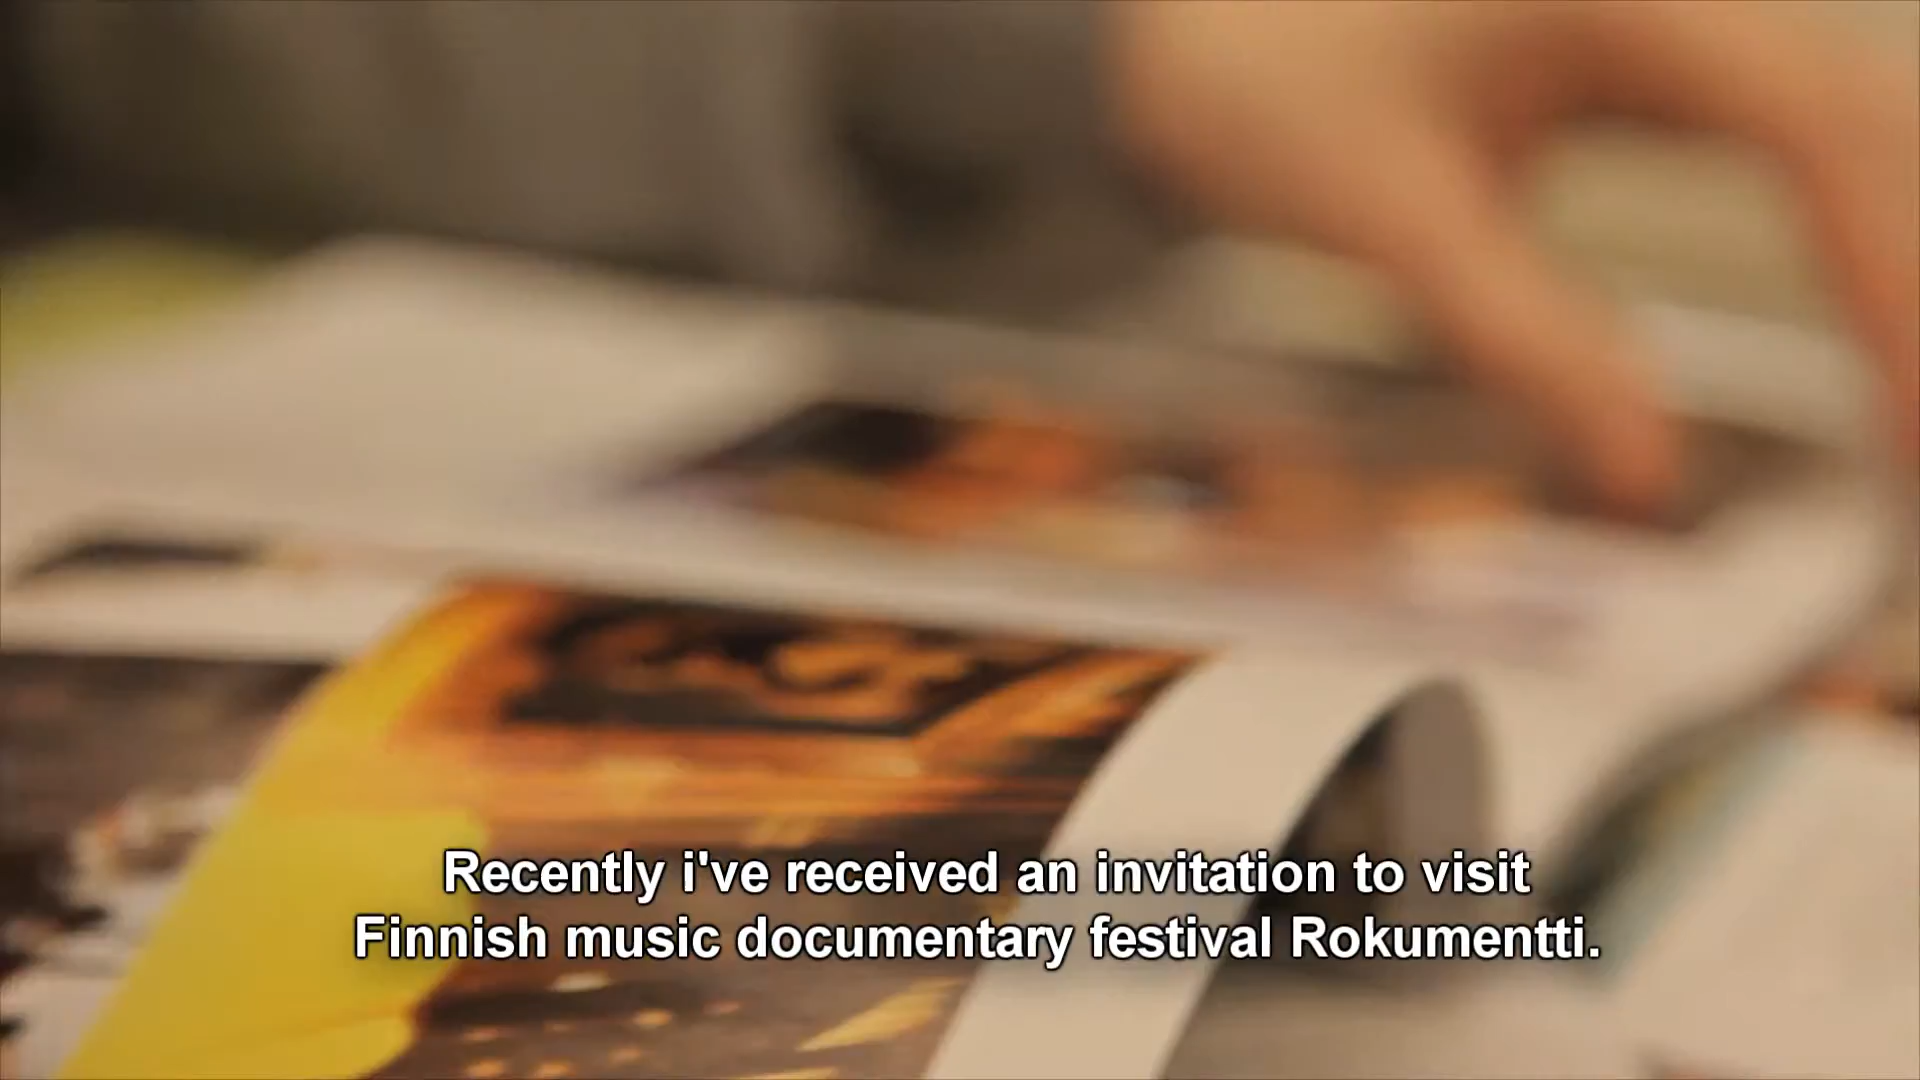 Recently i've received an invitation to visit
Finnish music documentary festival Rokumentti.